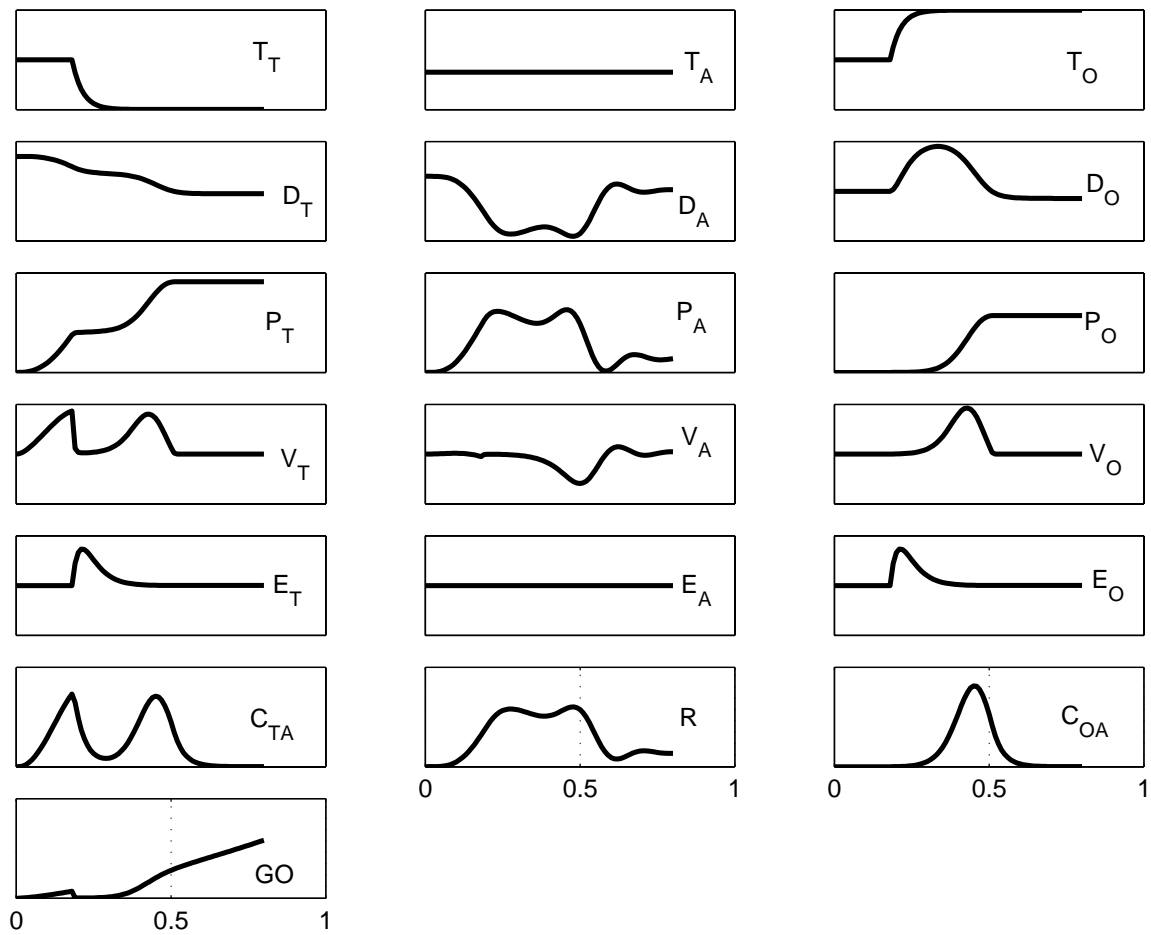 T_T T_A T_O
D_T D_A D_O
P_T P_A P_O
V_T V_A V_O
E_T E_A E_O
C_TA R C_OA
0 0.5 1 0 0.5 1
GO
0 0.5 1